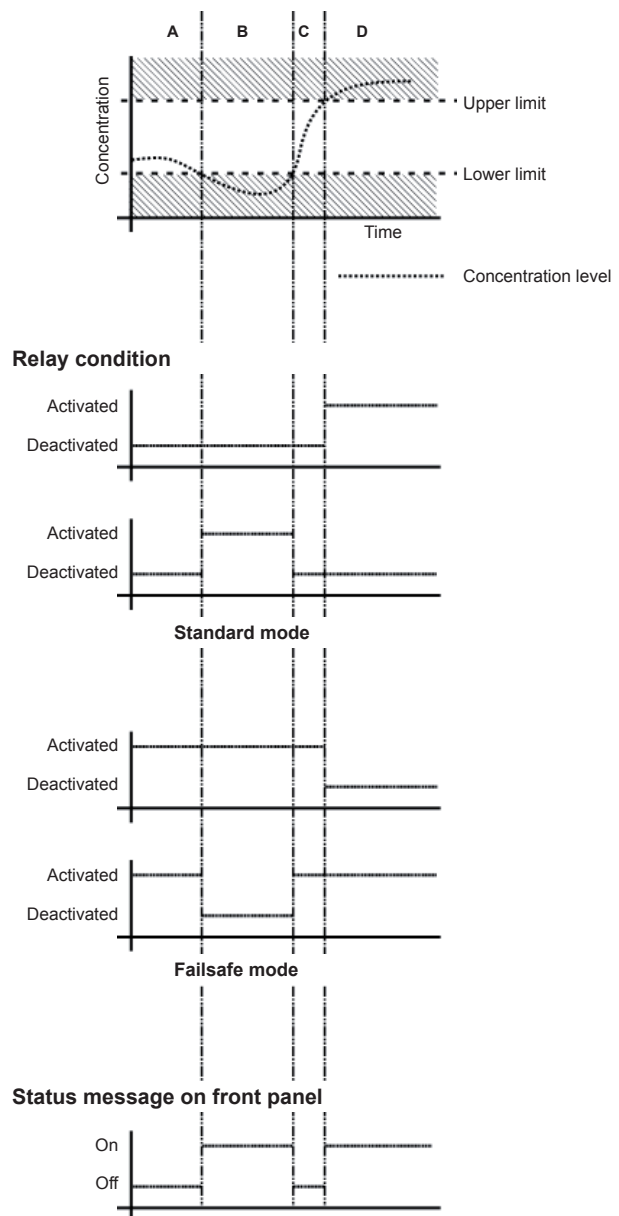 A B C D
Concentration
Upper limit
Lower limit
Time
Concentration level
Relay condition
Activated
Deactivated
Activated
Deactivated
Standard mode
Activated
Deactivated
Activated
Deactivated
Failsafe mode
Status message on front panel
On
Off